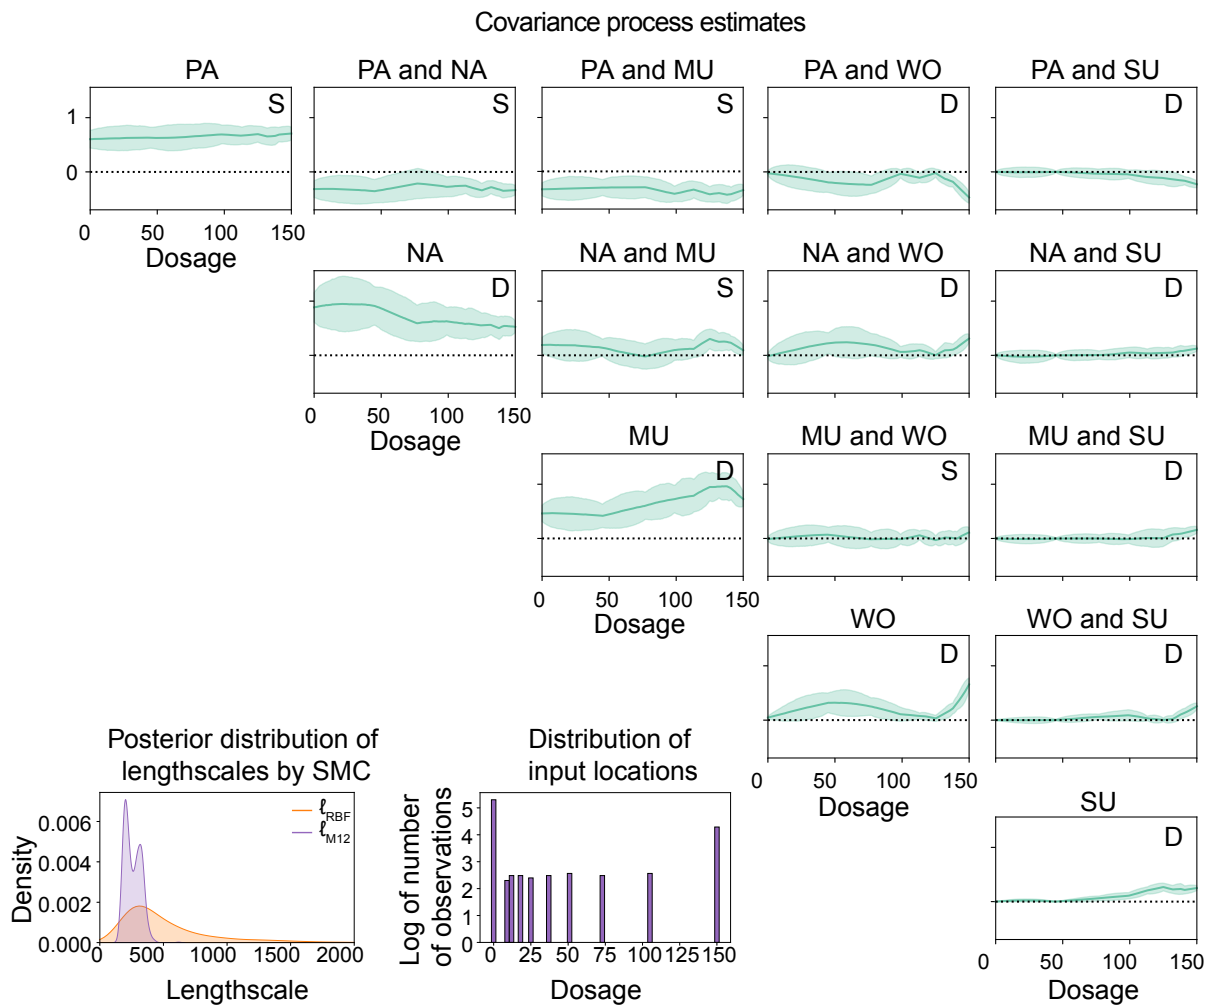 Covariance process estimates
PA
PA and NA
PA and MU
PA and WO
PA and SU
S
S
S
D
D
1
0
0 50 100 150
Dosage
NA
NA and MU
NA and WO
NA and SU
D
S
D
D
0 50 100 150
Dosage
MU
MU and WO
MU and SU
D
S
D
0 50 100 150
Dosage
WO
WO and SU
D
D
0 50 100 150
Dosage
SU
D
0 50 100 150
Dosage
Posterior distribution of
lengthscales by SMC
ℓRBF
ℓM12
Density
0.006
0.004
0.002
0.000
0 500 1000 1500 2000
Lengthscale
Distribution of
input locations
Log of number
of observations
5
4
3
2
1
0
0 25 50 75 100 125 150
Dosage